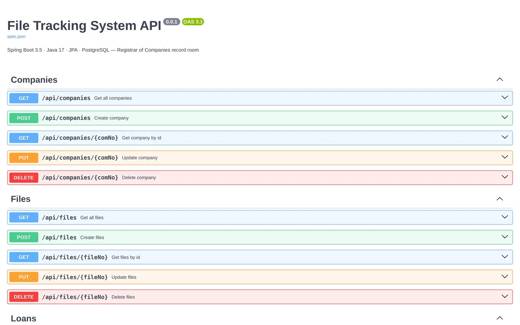 File Tracking System API 0.0.1 OAS 3.1
open.json
Spring Boot 3.5 · Java 17 · JPA · PostgreSQL — Registrar of Companies record room
Companies
GET /api/companies Get all companies
POST /api/companies Create company
GET /api/companies/{comNo} Get company by id
PUT /api/companies/{comNo} Update company
DELETE /api/companies/{comNo} Delete company
Files
GET /api/files Get all files
POST /api/files Create files
GET /api/files/{fileNo} Get files by id
PUT /api/files/{fileNo} Update files
DELETE /api/files/{fileNo} Delete files
Loans